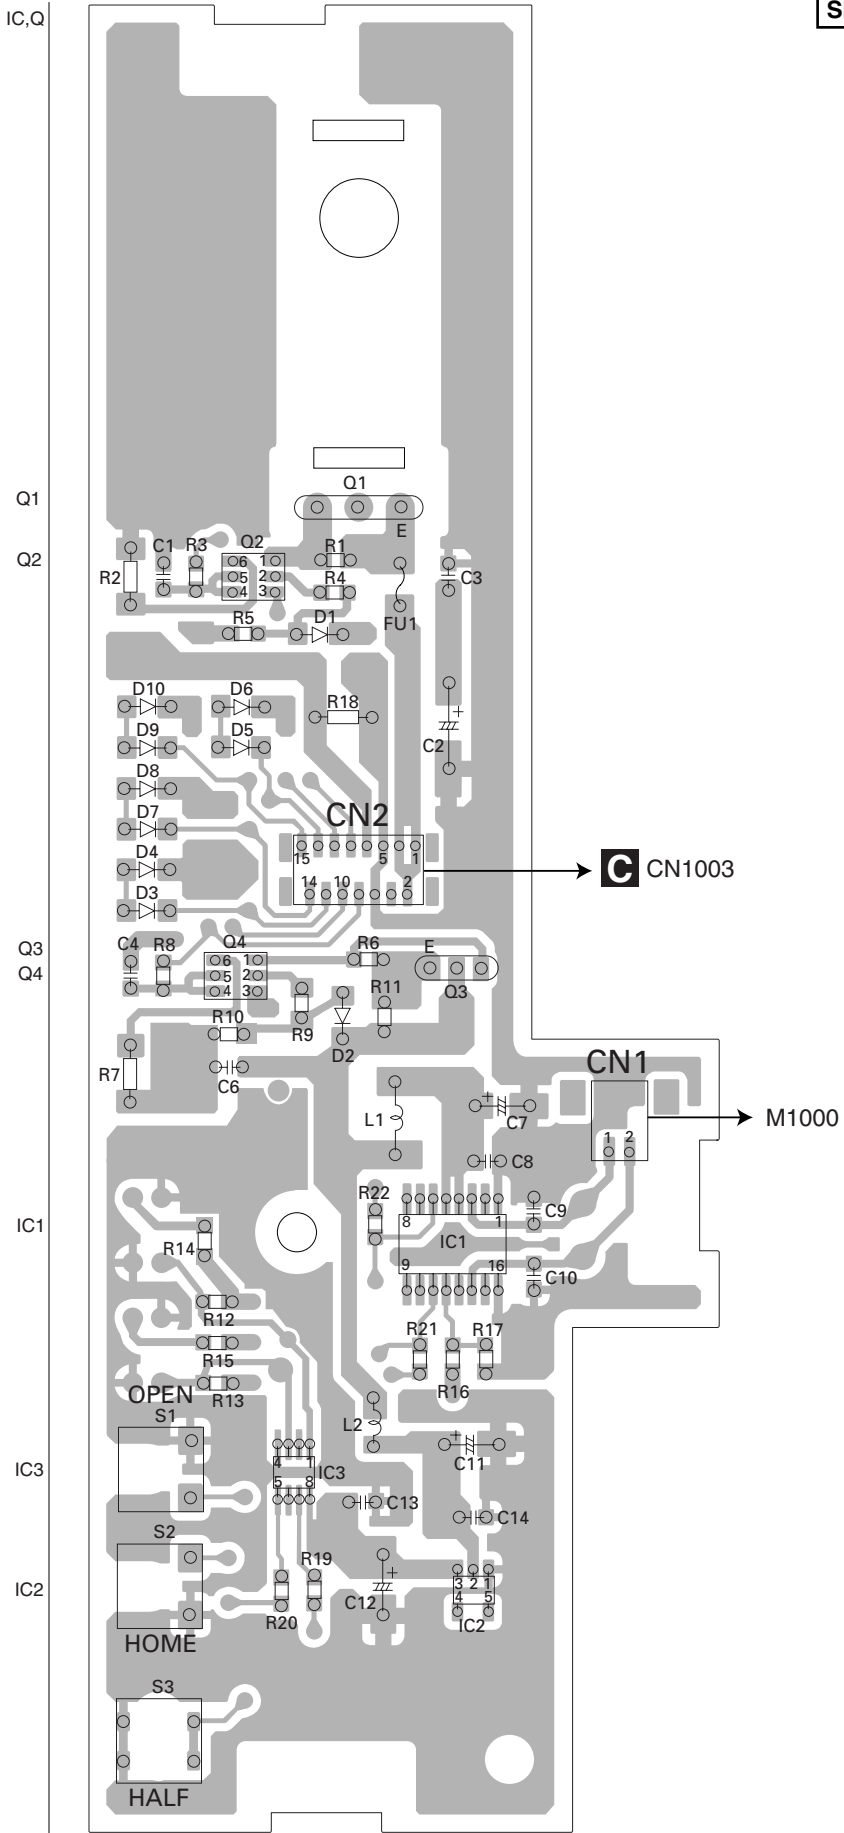 IC,Q
S
Q1
Q1
E
Q2
C1 R3 Q2 R1
6 1
R2 5 2 R4 C3
4 3
R5 D1 FU1
D10 D6
R18
D9 D5 + C2
D8
D7 CN2
15 5 1
D4 C CN1003
14 10 2
D3
Q3
C4 R8 Q4 R6 E
Q4
6 1
5 2
4 3
R11 Q3
R10 R9
D2
R7 C6 CN1
L1 + C7
M1000
1 2
C8
R22
IC1
8 1 C9
R14 IC1
9 16 C10
R12
R21 R17
R15
R16
OPEN R13
S1 L2
+ C11
IC3
4 1 IC3
5 8
C13
C14
S2
R19
IC2
C12 + 3 2 1
4 5
R20 IC2
HOME
S3
HALF